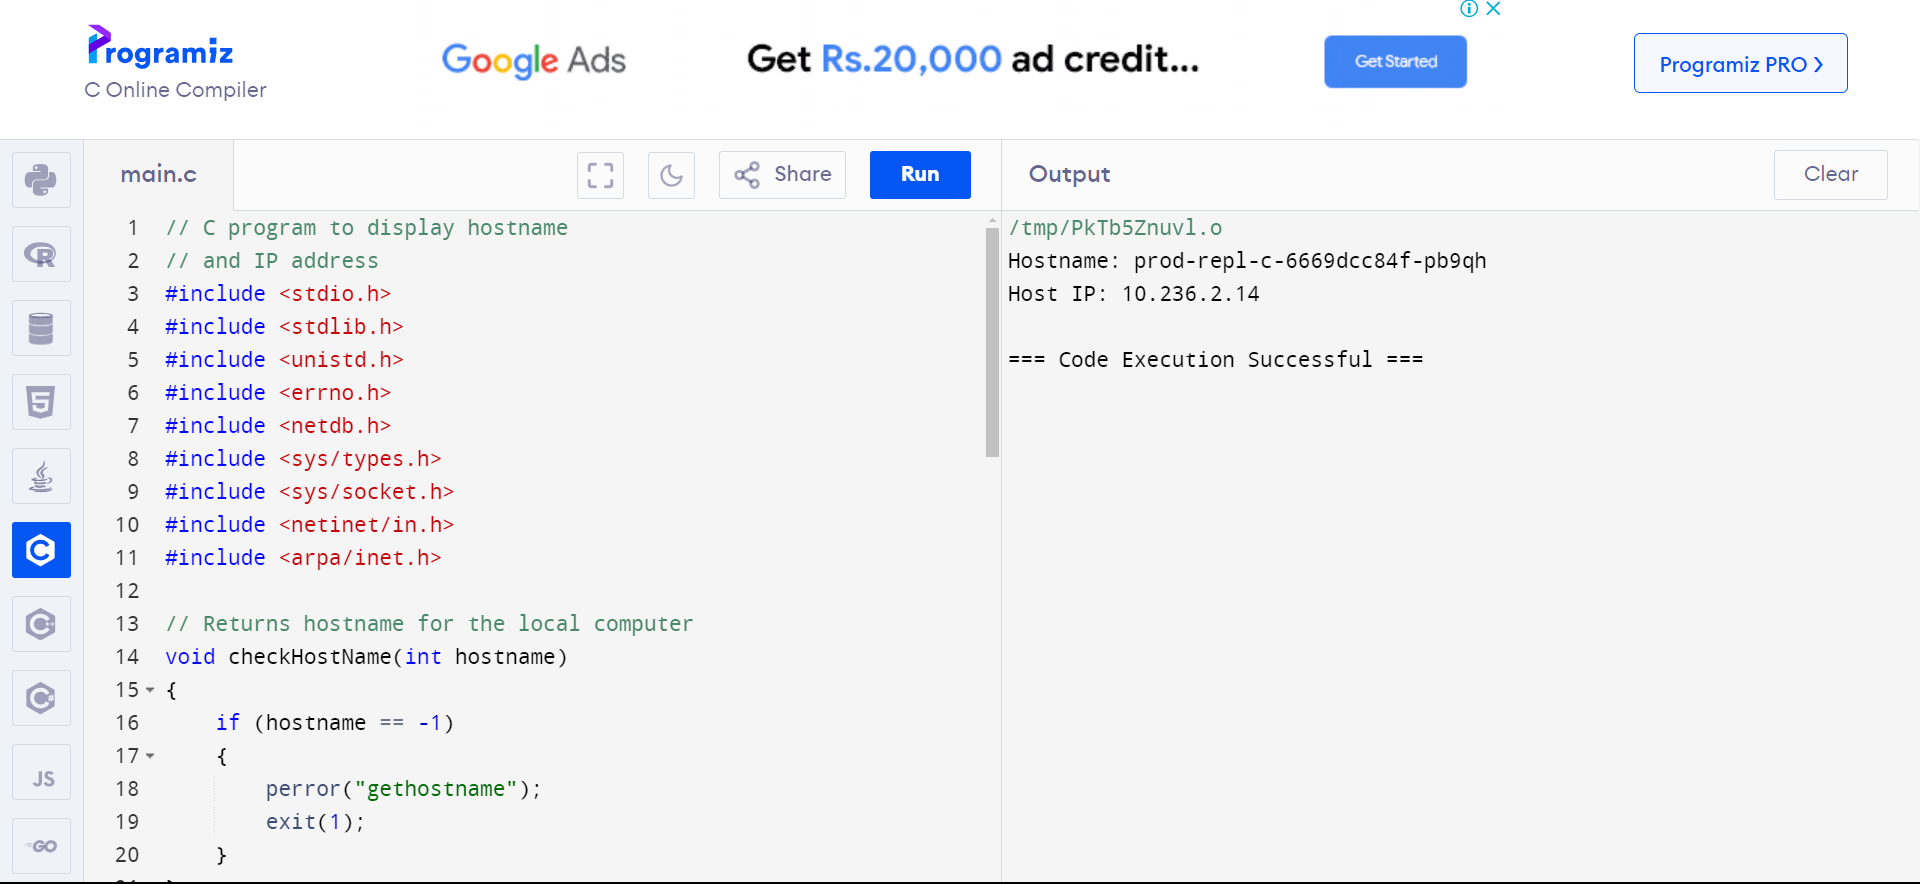 Programiz
C Online Compiler
Google Ads
Get Rs.20,000 ad credit...
Get Started
Programiz PRO
main.c
Share
Run
Output
Clear
1 // C program to display hostname
2 // and IP address
3 #include <stdio.h>
4 #include <stdlib.h>
5 #include <unistd.h>
6 #include <errno.h>
7 #include <netdb.h>
8 #include <sys/types.h>
9 #include <sys/socket.h>
10 #include <netinet/in.h>
11 #include <arpa/inet.h>
12
13 // Returns hostname for the local computer
14 void checkHostName(int hostname)
15 {
16     if (hostname == -1)
17     {
18         perror("gethostname");
19         exit(1);
20     }
/tmp/PkTb5Znuvl.o
Hostname: prod-repl-c-6669dcc84f-pb9qh
Host IP: 10.236.2.14
=== Code Execution Successful ===
R
5
C
C
C#
JS
GO